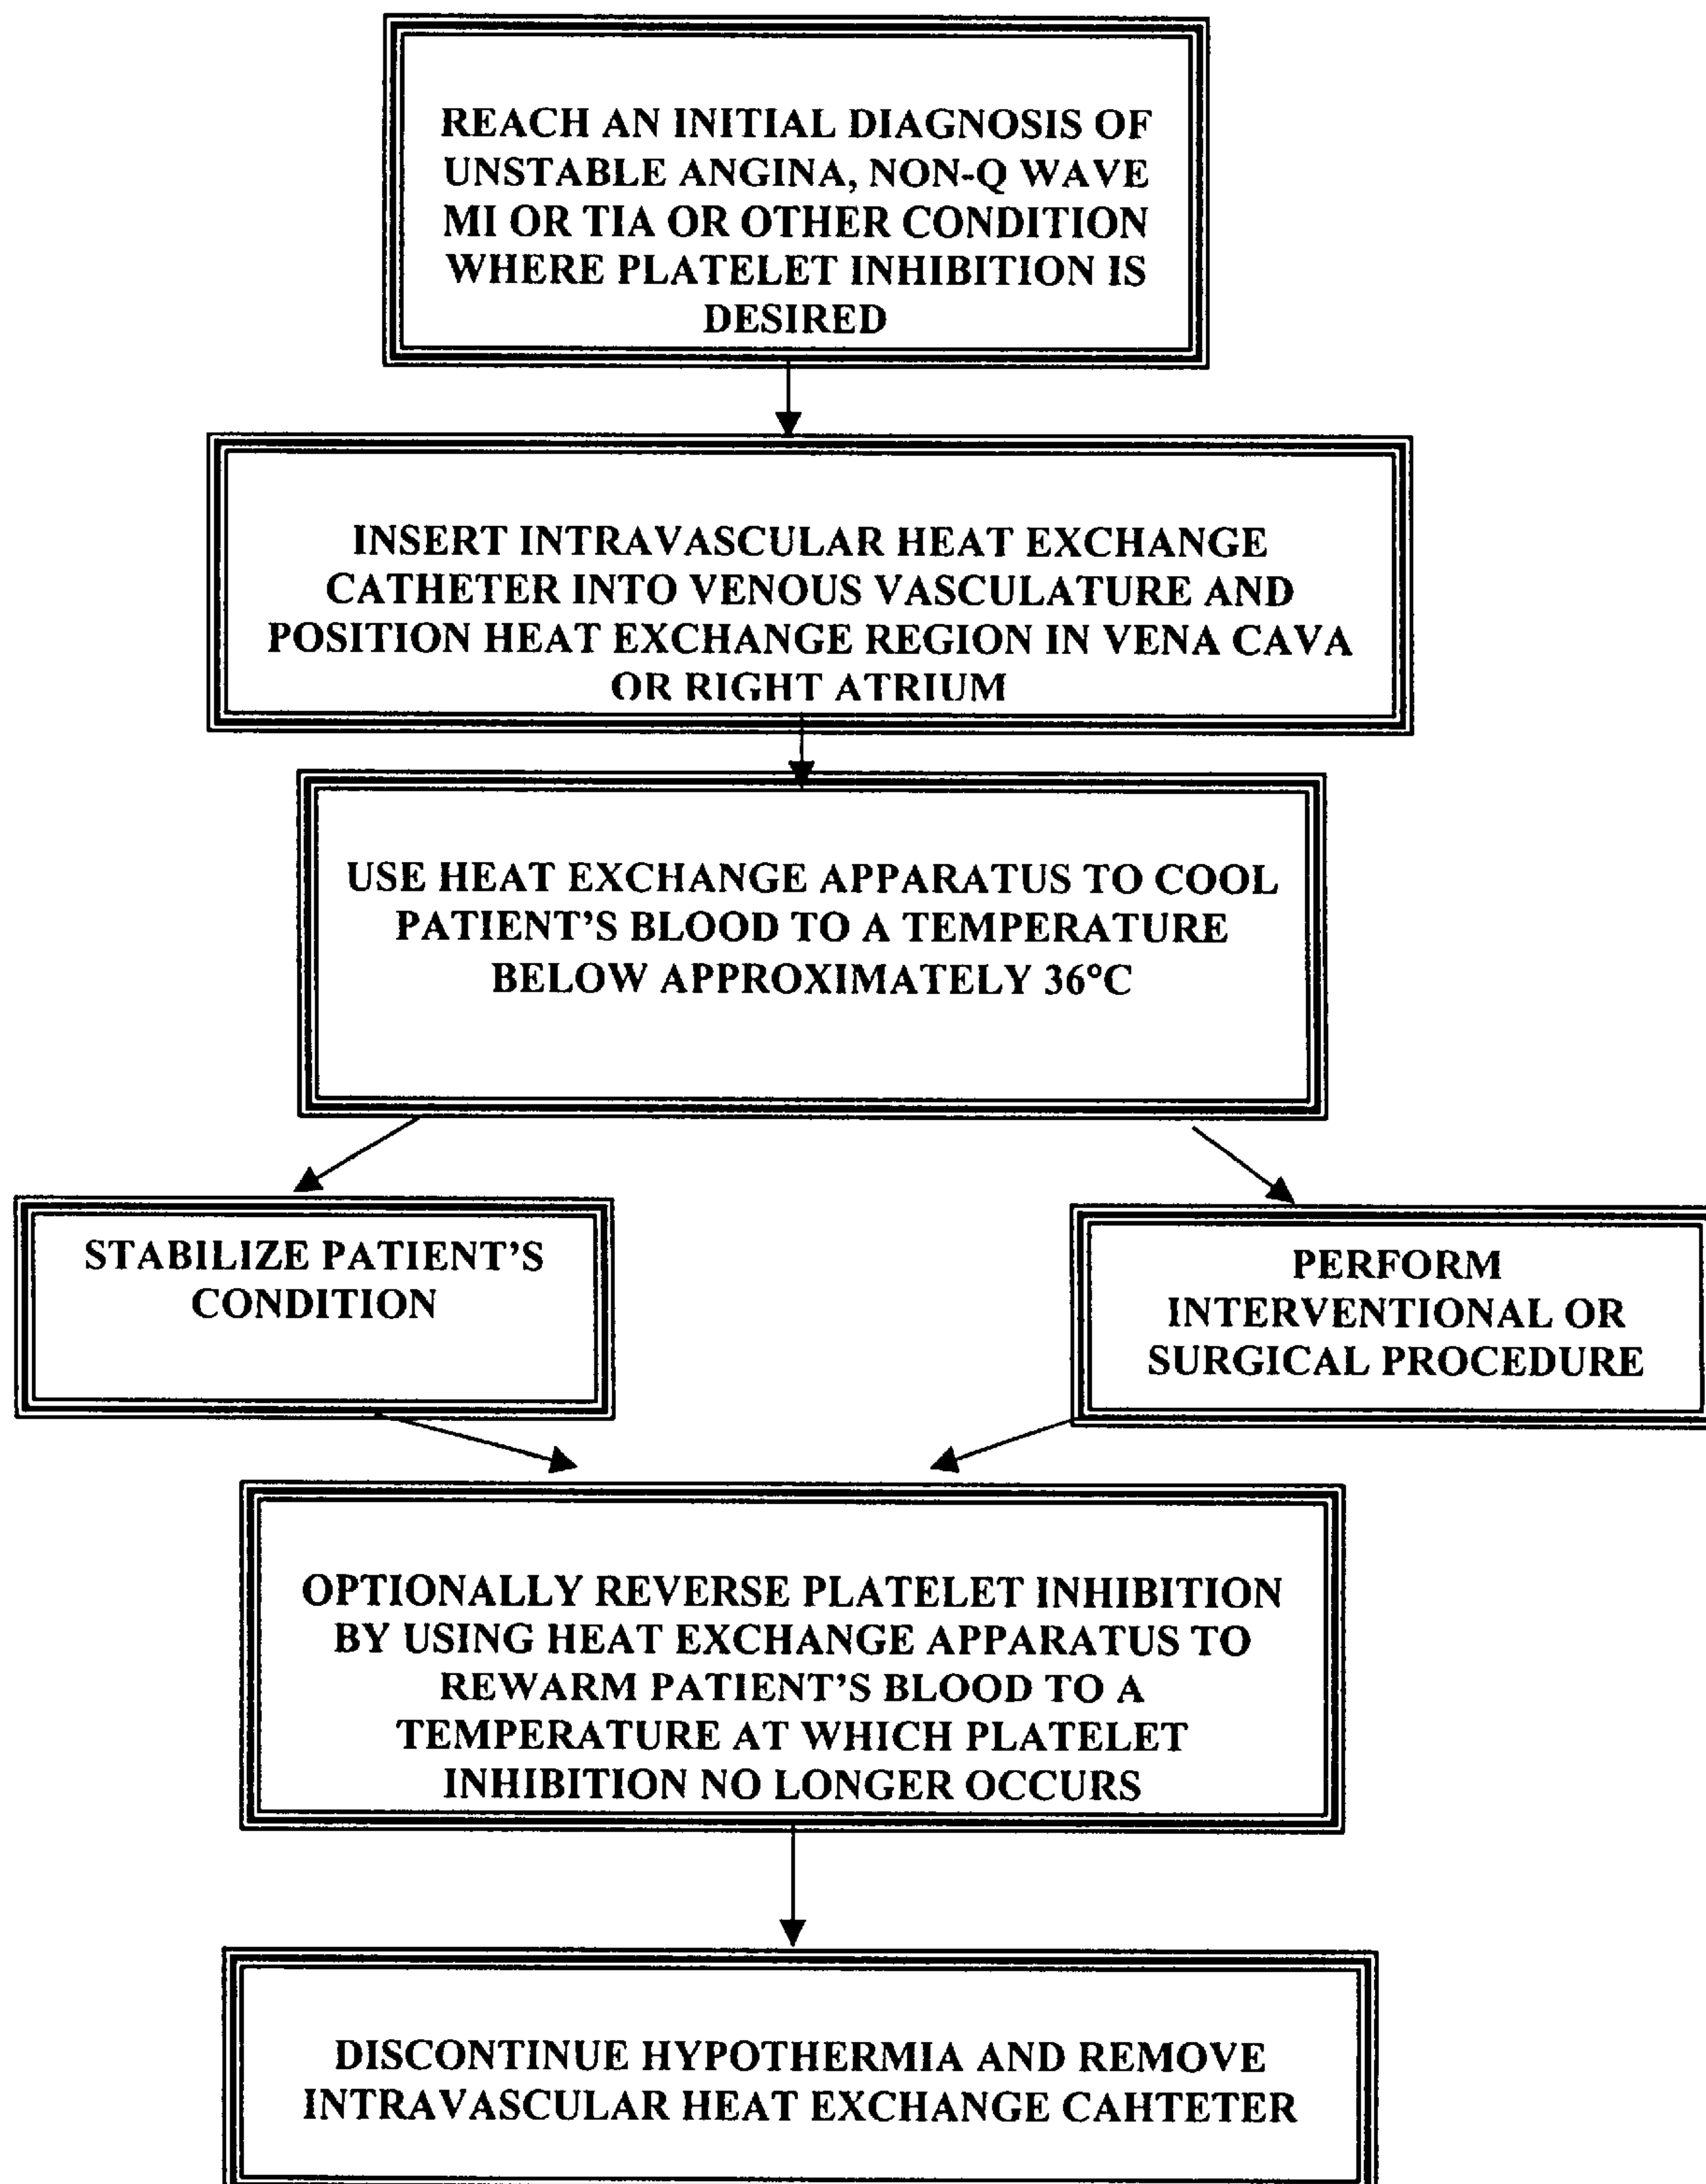 REACH AN INITIAL DIAGNOSIS OF
UNSTABLE ANGINA, NON-Q WAVE
MI OR TIA OR OTHER CONDITION
WHERE PLATELET INHIBITION IS
DESIRED
INSERT INTRAVASCULAR HEAT EXCHANGE
CATHETER INTO VENOUS VASCULATURE AND
POSITION HEAT EXCHANGE REGION IN VENA CAVA
OR RIGHT ATRIUM
USE HEAT EXCHANGE APPARATUS TO COOL
PATIENT'S BLOOD TO A TEMPERATURE
BELOW APPROXIMATELY 36°C
STABILIZE PATIENT'S
CONDITION
PERFORM
INTERVENTIONAL OR
SURGICAL PROCEDURE
OPTIONALLY REVERSE PLATELET INHIBITION
BY USING HEAT EXCHANGE APPARATUS TO
REWARM PATIENT'S BLOOD TO A
TEMPERATURE AT WHICH PLATELET
INHIBITION NO LONGER OCCURS
DISCONTINUE HYPOTHERMIA AND REMOVE
INTRAVASCULAR HEAT EXCHANGE CAHTETER